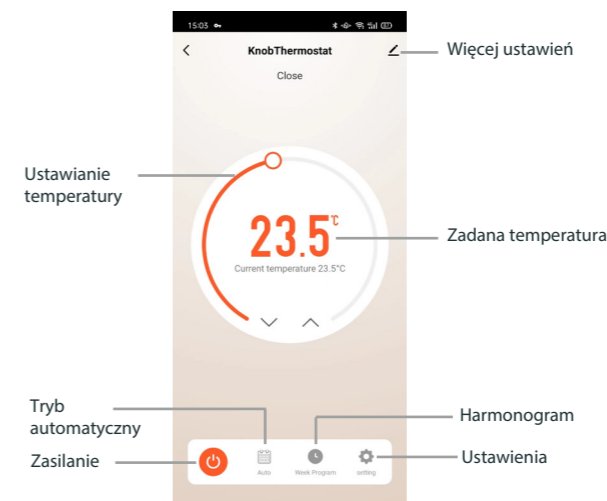 15:03
KnobThermostat
Więcej ustawień
Close
Ustawianie
temperatury
23.5°C
Zadana temperatura
Current temperature 23.5°C
Tryb
automatyczny
Harmonogram
Zasilanie
Auto
Week Program
setting
Ustawienia